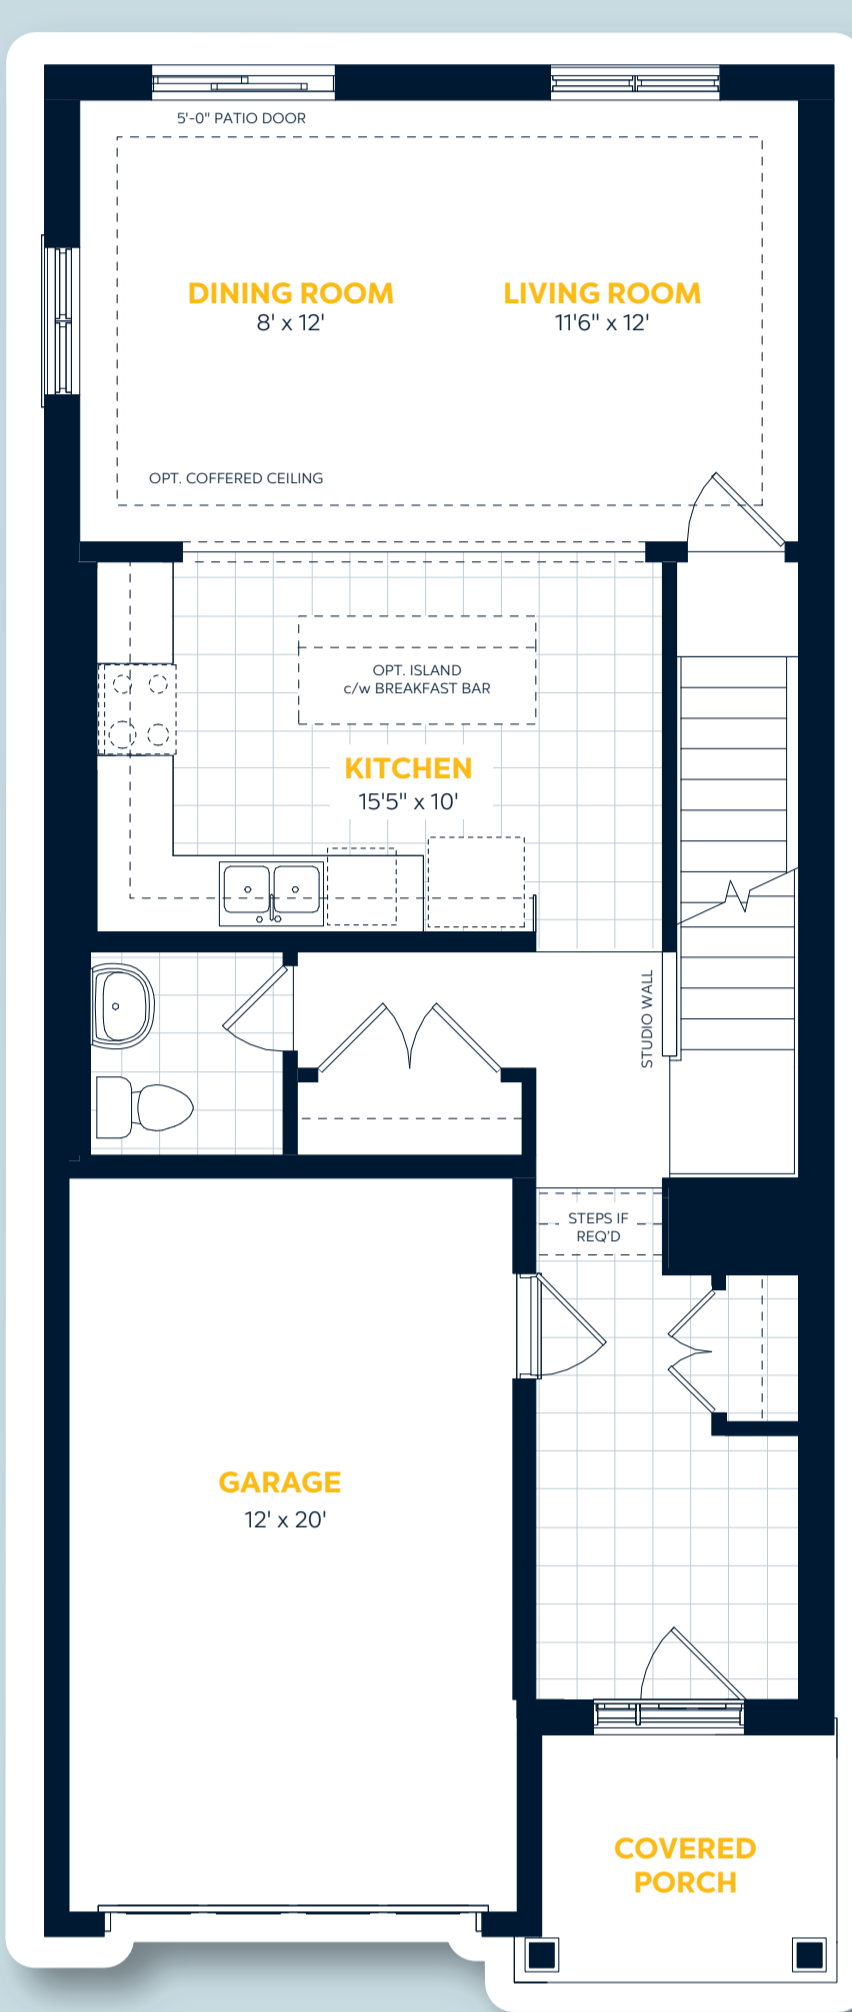 5'-0" PATIO DOOR
DINING ROOM
8' x 12'
LIVING ROOM
11'6" x 12'
OPT. COFFERED CEILING
OPT. ISLAND
c/w BREAKFAST BAR
KITCHEN
15'5" x 10'
STUDIO WALL
STEPS IF
REQ'D
GARAGE
12' x 20'
COVERED
PORCH